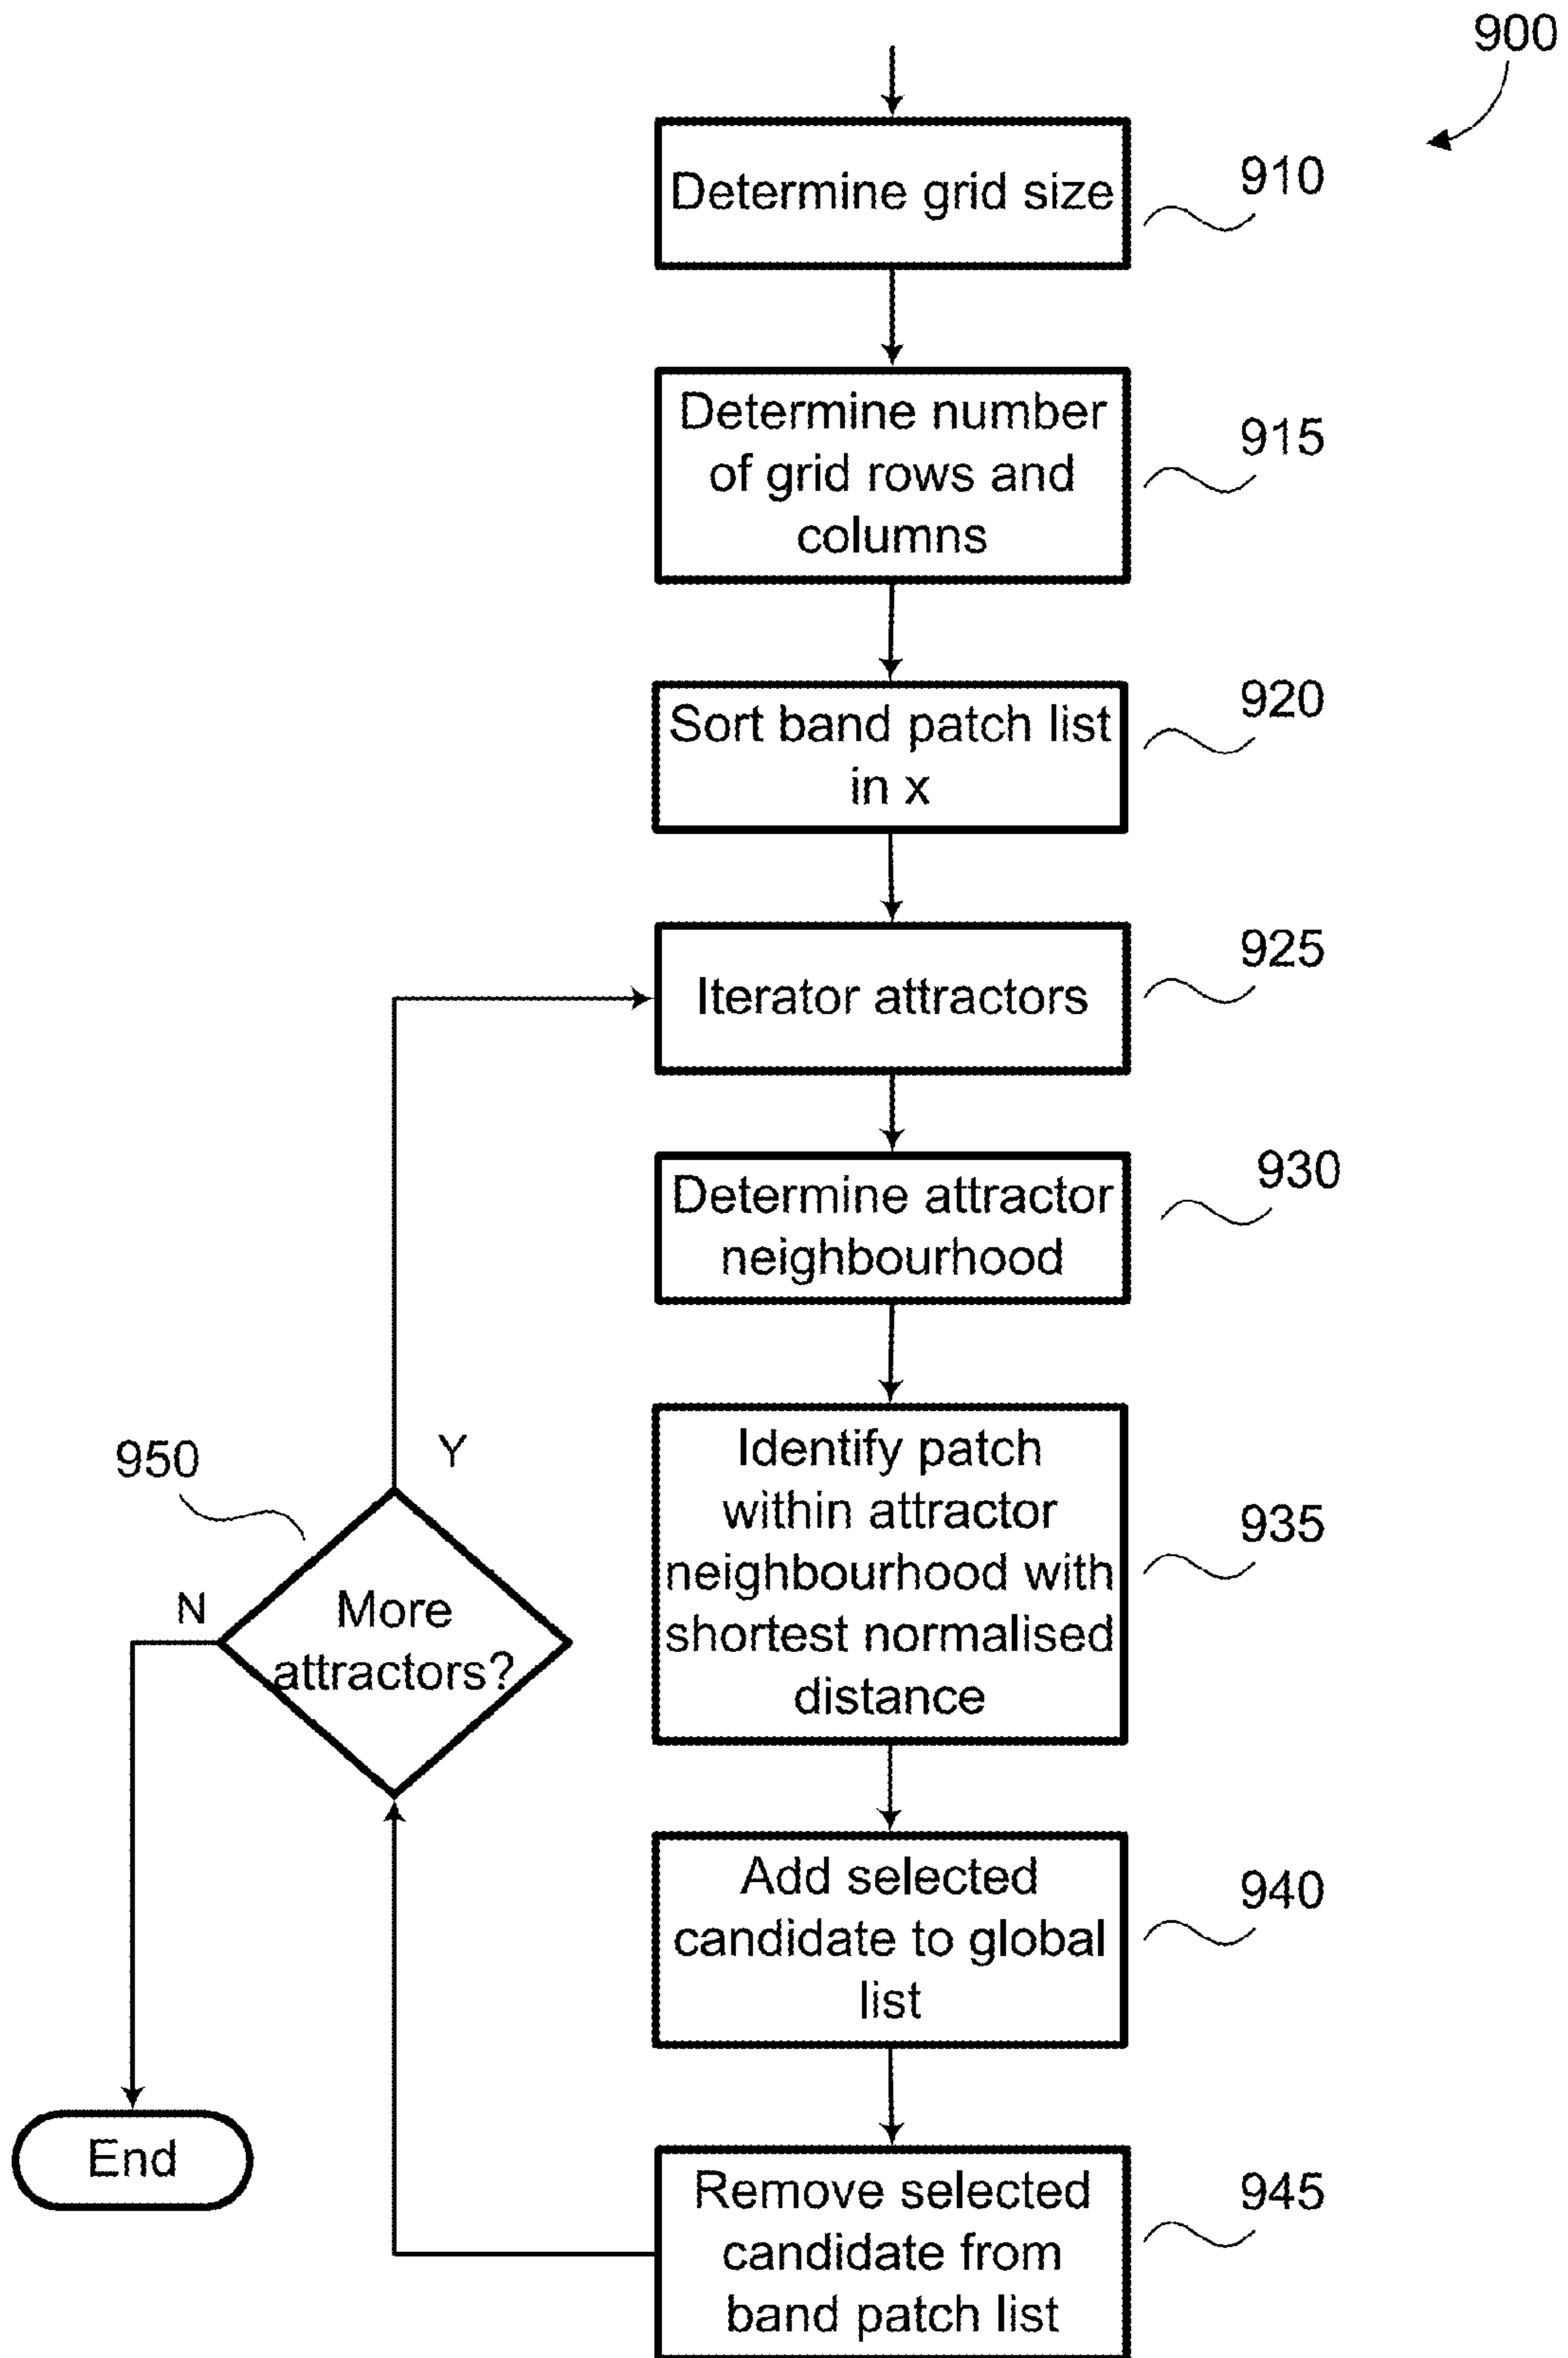 900
Determine grid size
910
Determine number
of grid rows and
columns
915
Sort band patch list
in x
920
Iterator attractors
925
Determine attractor
neighbourhood
930
Identify patch
within attractor
neighbourhood with
shortest normalised
distance
935
Add selected
candidate to global
list
940
Remove selected
candidate from
band patch list
945
950
Y
N
More
attractors?
End